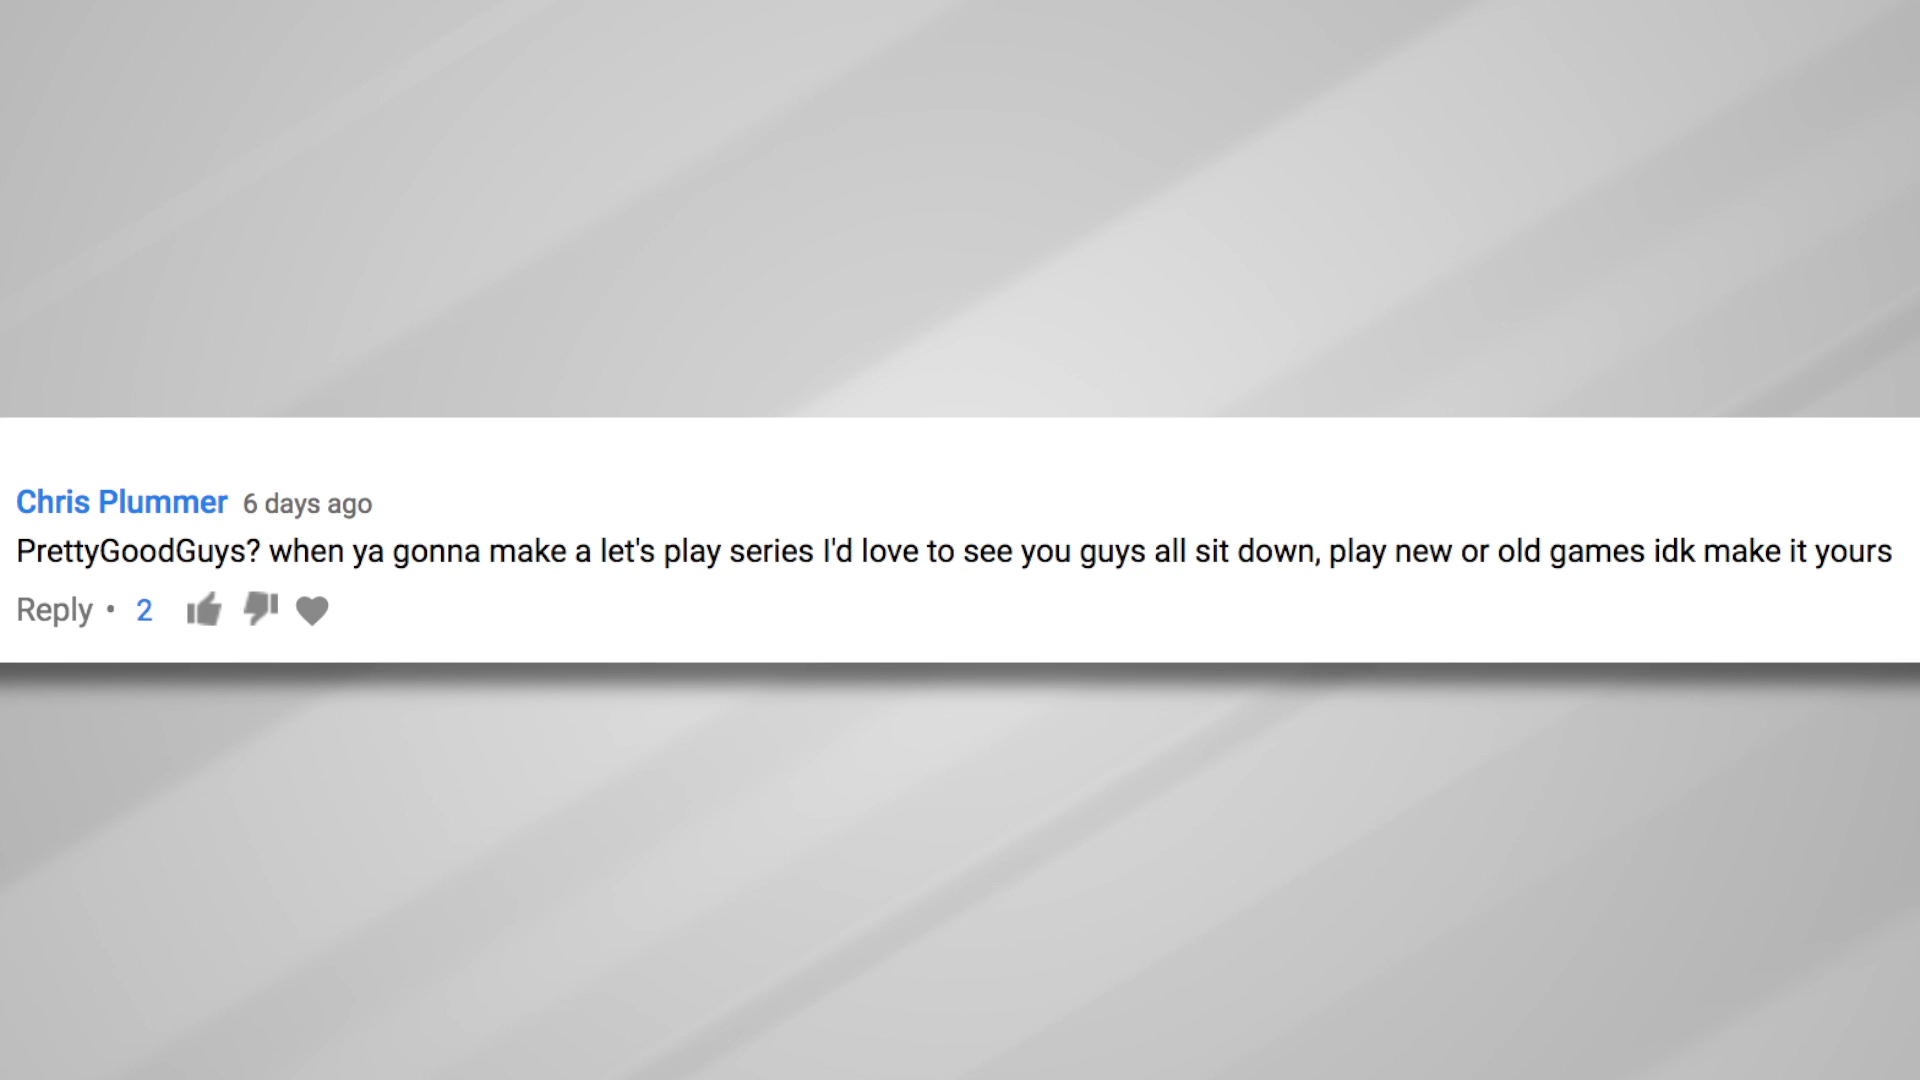 Chris Plummer 6 days ago
PrettyGoodGuys? when ya gonna make a let's play series I'd love to see you guys all sit down, play new or old games idk make it yours
Reply • 2